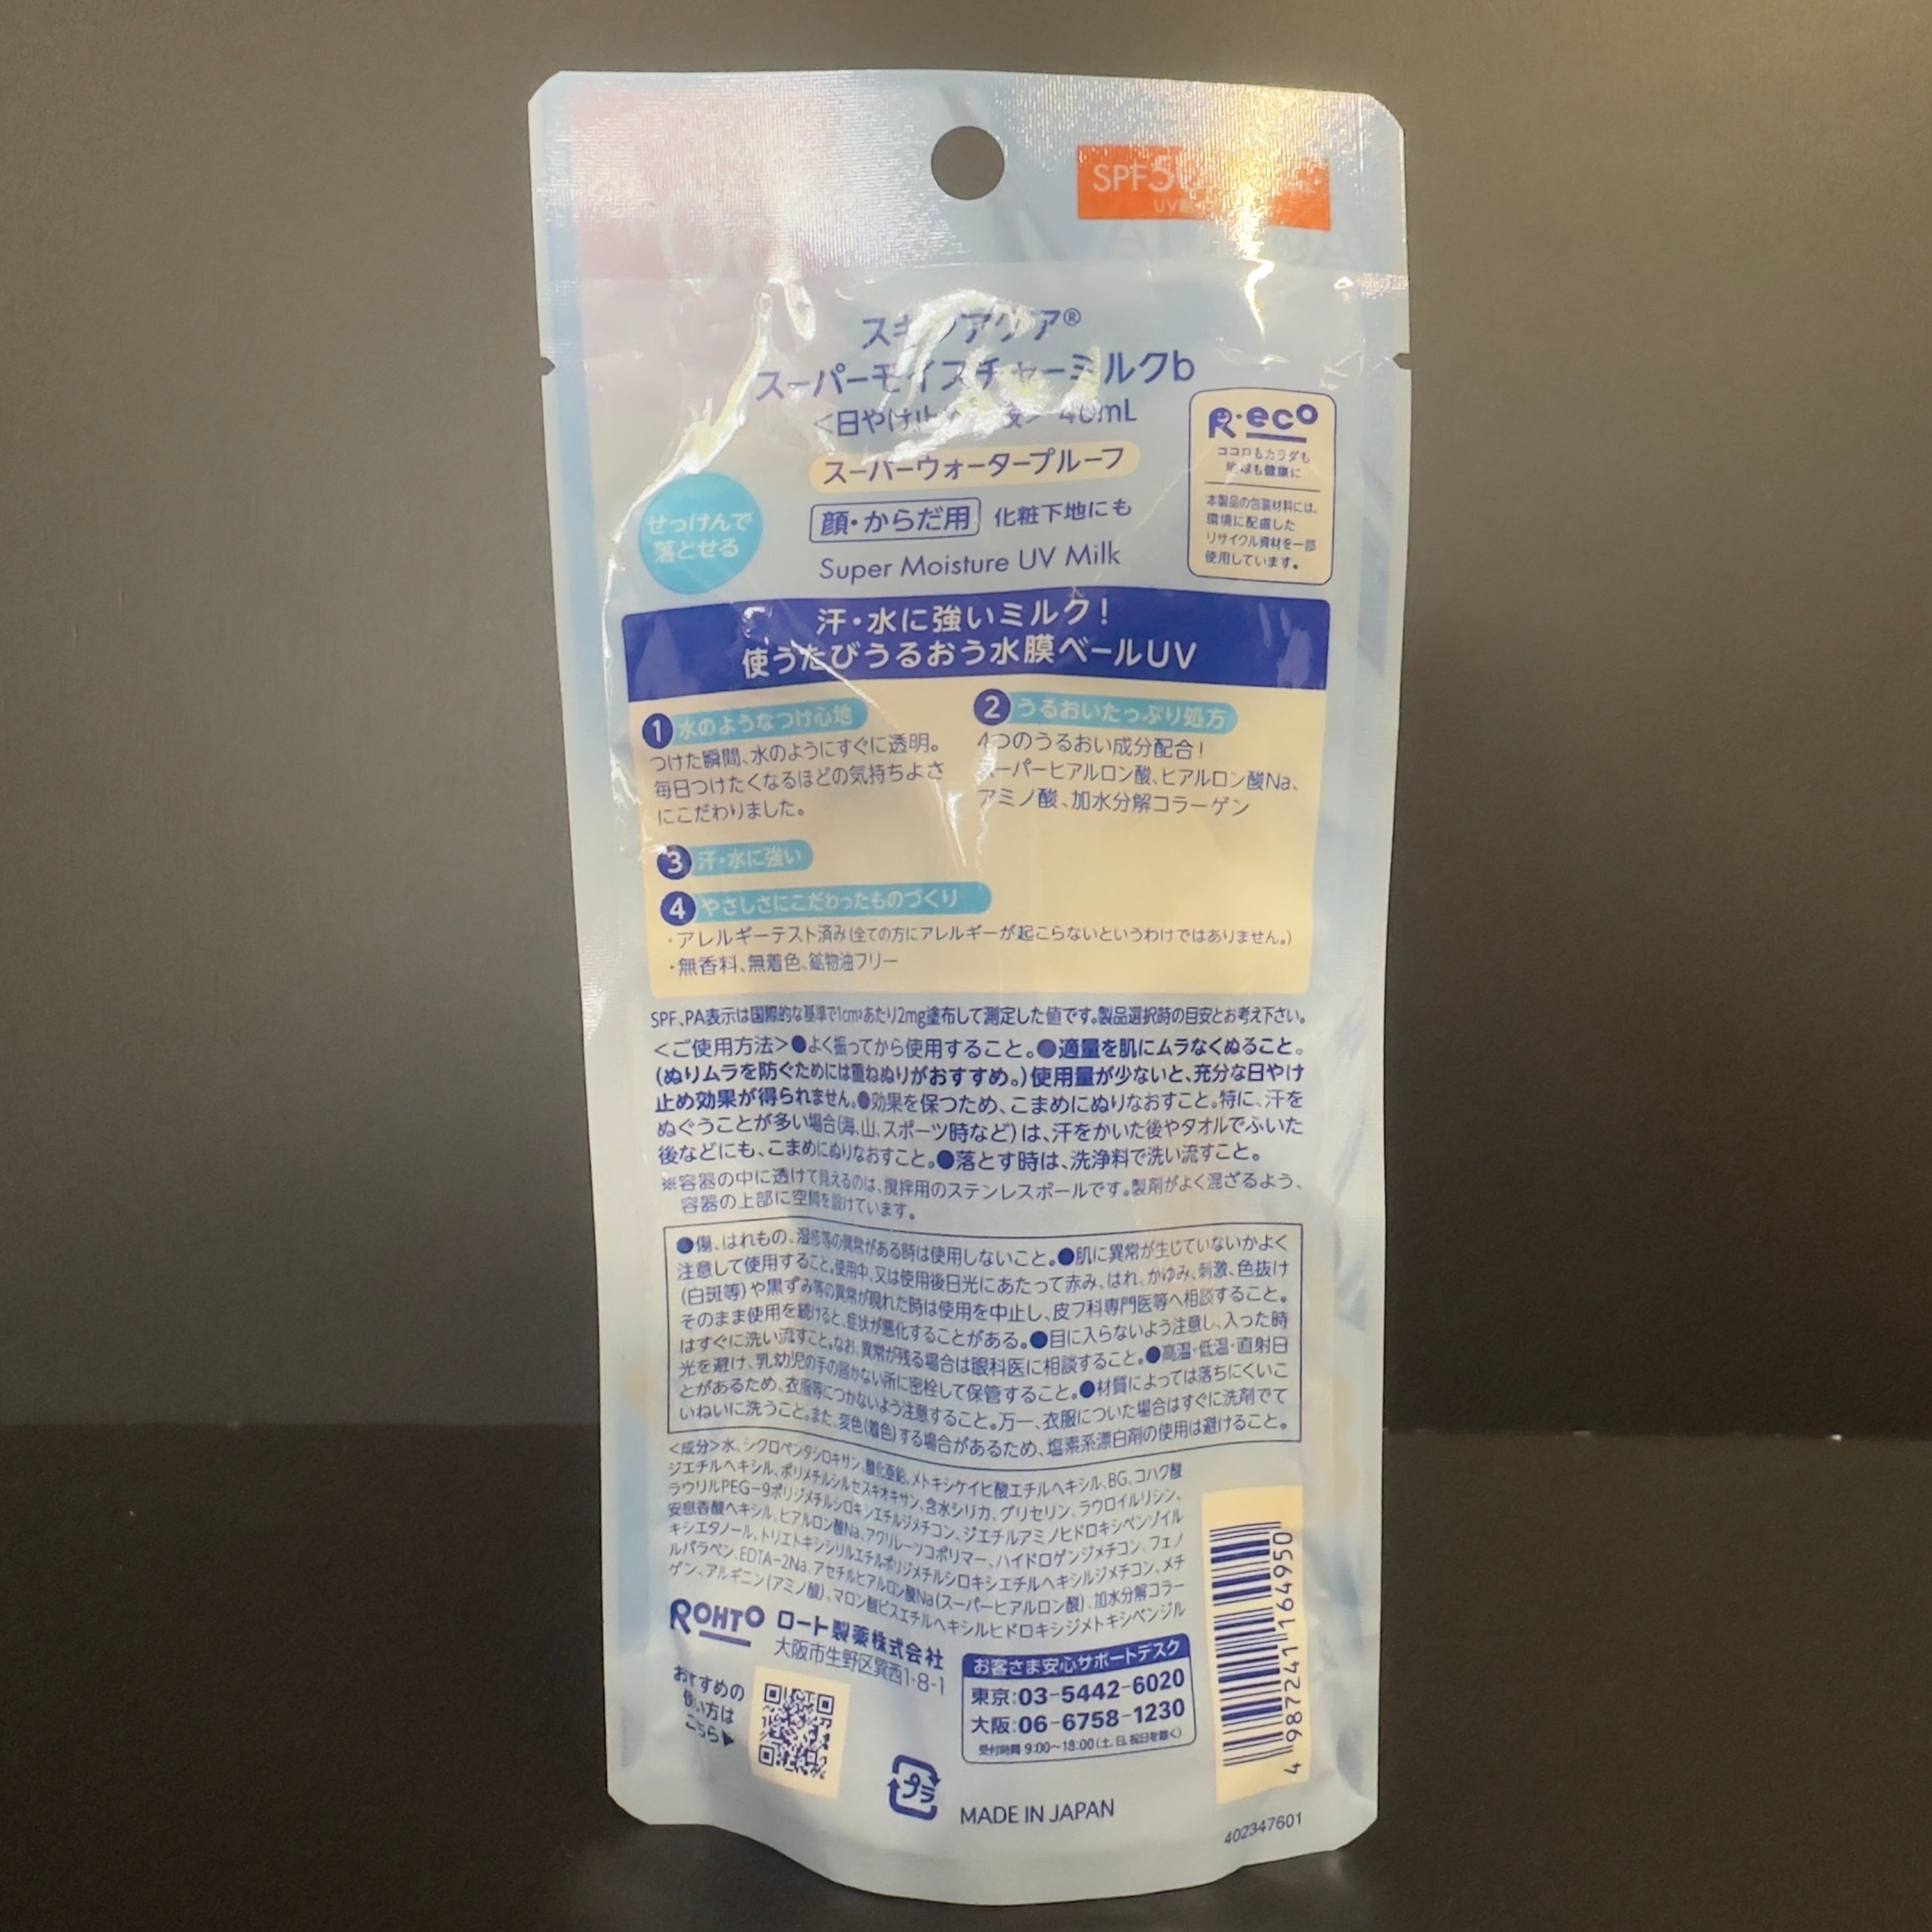 SPF50
スキンアクア®
スーパーモイスチャーミルクb
<日やけ止め 液> 40mL
スーパーウォータープルーフ
せっけんで
落とせる
顔・からだ用 化粧下地にも
Super Moisture UV Milk
R・eco
ココロもカラダも
地球も健康に
本製品の包装材料には、
環境に配慮した
リサイクル資材を一部
使用しています。
汗・水に強いミルク!
使うたびうるおう水膜ベールUV
1 水のようなつけ心地
つけた瞬間、水のようにすぐに透明。
毎日つけたくなるほどの気持ちよさ
にこだわりました。
2 うるおいたっぷり処方
4つのうるおい成分配合!
スーパーヒアルロン酸、ヒアルロン酸Na、
アミノ酸、加水分解コラーゲン
3 汗・水に強い
4 やさしさにこだわったものづくり
・アレルギーテスト済み(全ての方にアレルギーが起こらないというわけではありません。)
・無香料、無着色、鉱物油フリー
SPF、PA表示は国際的な基準で1cm²あたり2mg塗布して測定した値です。製品選択時の目安とお考え下さい。
<ご使用方法>●よく振ってから使用すること。●適量を肌にムラなくぬること。
(ぬりムラを防ぐためには重ねぬりがおすすめ。)使用量が少ないと、充分な日やけ
止め効果が得られません。●効果を保つため、こまめにぬりなおすこと。特に、汗を
ぬぐうことが多い場合(海、山、スポーツ時など)は、汗をかいた後やタオルでふいた
後などにも、こまめにぬりなおすこと。●落とす時は、洗浄料で洗い流すこと。
※容器の中に透けて見えるのは、撹拌用のステンレスボールです。製剤がよく混ざるよう、
容器の上部に空間を設けています。
●傷、はれもの、湿疹等の異常がある時は使用しないこと。●肌に異常が生じていないかよく
注意して使用すること。使用中、又は使用後日光にあたって赤み、はれ、かゆみ、刺激、色抜け
(白斑等)や黒ずみ等の異常が現れた時は使用を中止し、皮フ科専門医等へ相談すること。
そのまま使用を続けると、症状が悪化することがある。●目に入らないよう注意し、入った時
はすぐに洗い流すこと。なお、異常が残る場合は眼科医に相談すること。●高温・低温・直射日
光を避け、乳幼児の手の届かない所に密栓して保管すること。●材質によっては落ちにくいこ
とがあるため、衣服等につかないよう注意すること。万一、衣服についた場合はすぐに洗剤でて
いねいに洗うこと。また、変色(着色)する場合があるため、塩素系漂白剤の使用は避けること。
<成分>水、シクロペンタシロキサン、酸化亜鉛、メトキシケイヒ酸エチルヘキシル、BG、コハク酸
ジエチルヘキシル、ポリメチルシルセスキオキサン、含水シリカ、グリセリン、ラウロイルリシン、
ラウリルPEG-9ポリジメチルシロキシエチルジメチコン、ジエチルアミノヒドロキシベンゾイル
安息香酸ヘキシル、ヒアルロン酸Na、アクリレーツコポリマー、ハイドロゲンジメチコン、フェノ
キシエタノール、トリエトキシシリルエチルポリジメチルシロキシエチルヘキシルジメチコン、メチ
ルパラベン、EDTA-2Na、アセチルヒアルロン酸Na(スーパーヒアルロン酸)、加水分解コラー
ゲン、アルギニン(アミノ酸)、マロン酸ビスエチルヘキシルヒドロキシジメトキシベンジル
ROHTO ロート製薬株式会社
大阪市生野区巽西1-8-1
おすすめの
使い方は
こちら▶
お客さま安心サポートデスク
東京:03-5442-6020
大阪:06-6758-1230
受付時間 9:00~18:00(土、日、祝日を除く)
プラ
MADE IN JAPAN
4 987241 164950
402347601